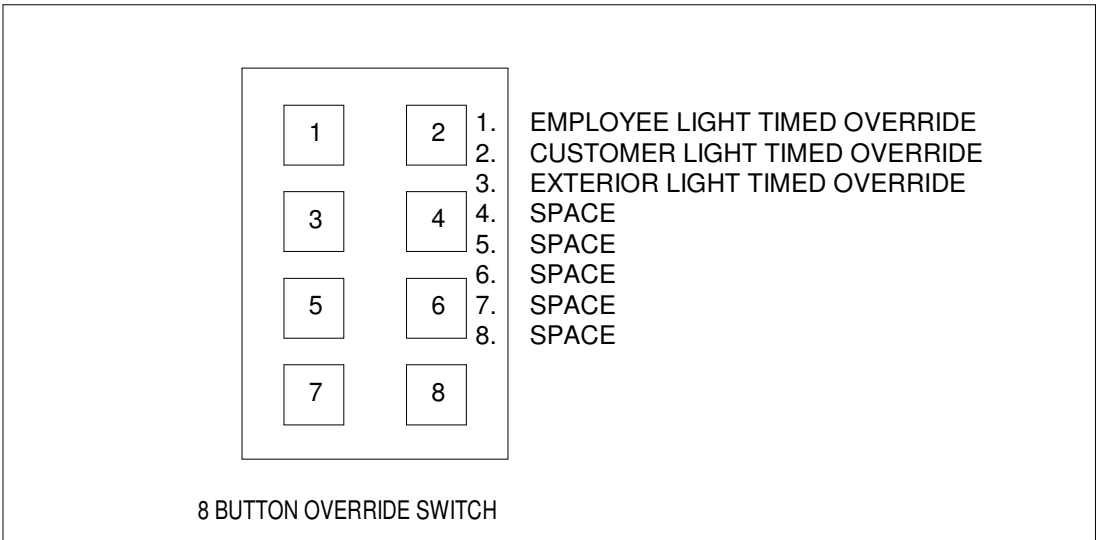 1 2
3 4
5 6
7 8
1. EMPLOYEE LIGHT TIMED OVERRIDE
2. CUSTOMER LIGHT TIMED OVERRIDE
3. EXTERIOR LIGHT TIMED OVERRIDE
4. SPACE
5. SPACE
6. SPACE
7. SPACE
8. SPACE
8 BUTTON OVERRIDE SWITCH